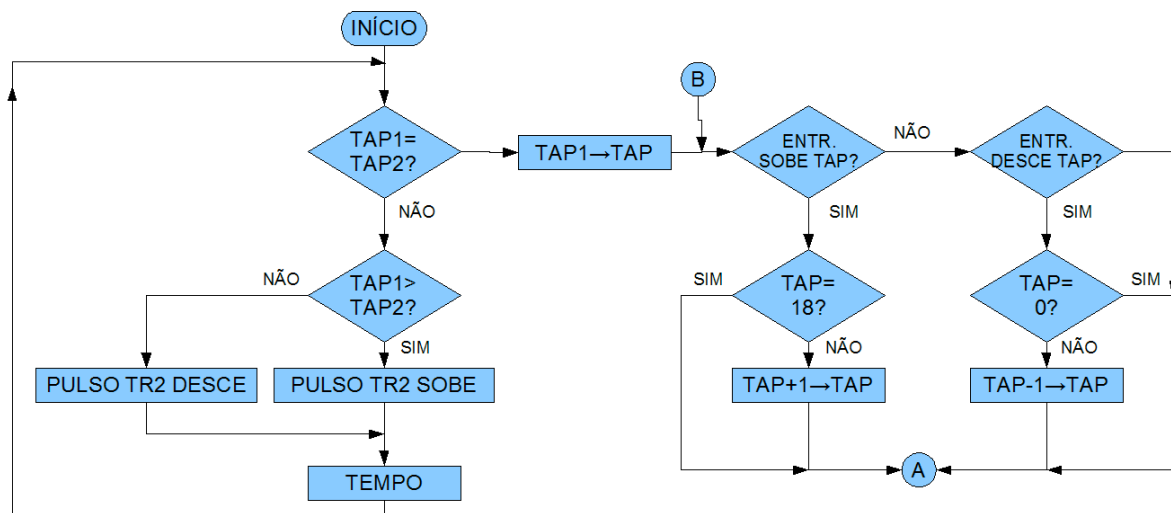 INÍCIO
B
TAP1=
TAP2?
TAP1→TAP
ENTR.
SOBE TAP?
NÃO
ENTR.
DESCE TAP?
NÃO
SIM
SIM
NÃO
TAP1>
TAP2?
SIM
TAP=
18?
TAP=
0?
SIM
SIM
NÃO
NÃO
PULSO TR2 DESCE
PULSO TR2 SOBE
TAP+1→TAP
TAP-1→TAP
TEMPO
A